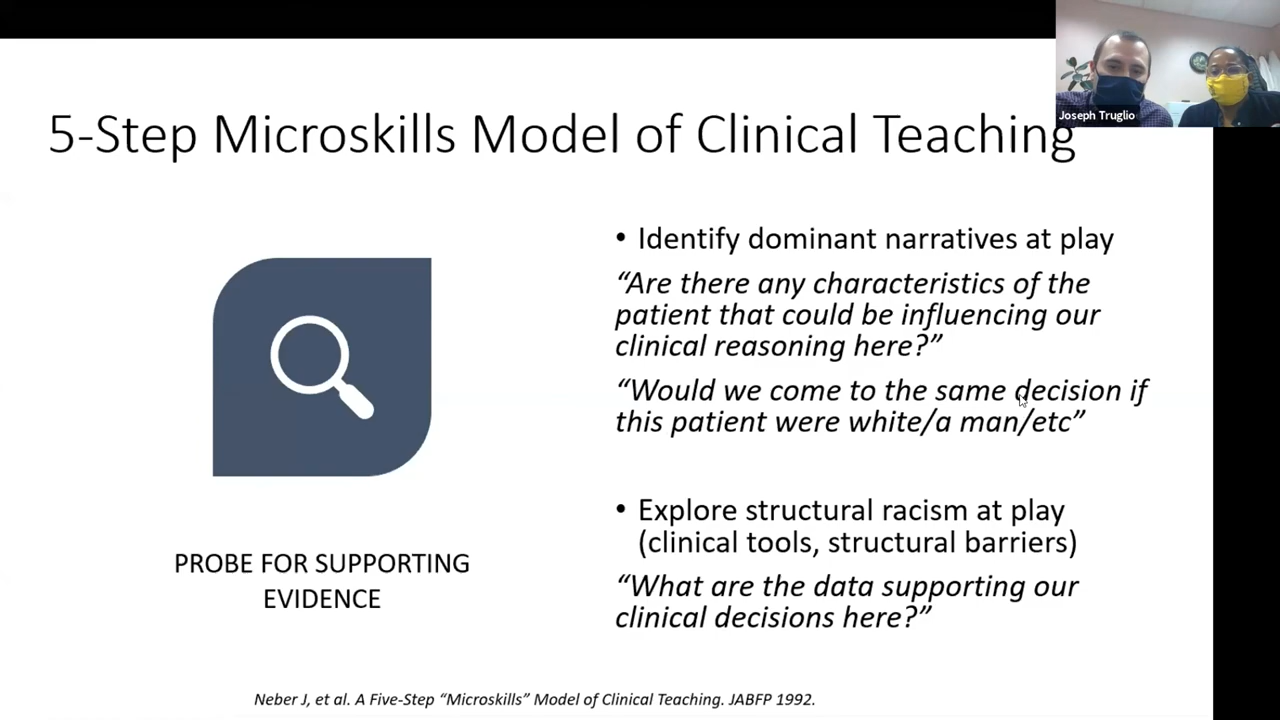 5-Step Microskills Model of Clinical Teaching
Joseph Truglio
• Identify dominant narratives at play
“Are there any characteristics of the
patient that could be influencing our
clinical reasoning here?”
“Would we come to the same decision if
this patient were white/a man/etc”
• Explore structural racism at play
(clinical tools, structural barriers)
“What are the data supporting our
clinical decisions here?”
PROBE FOR SUPPORTING
EVIDENCE
Neber J, et al. A Five-Step “Microskills” Model of Clinical Teaching. JABFP 1992.